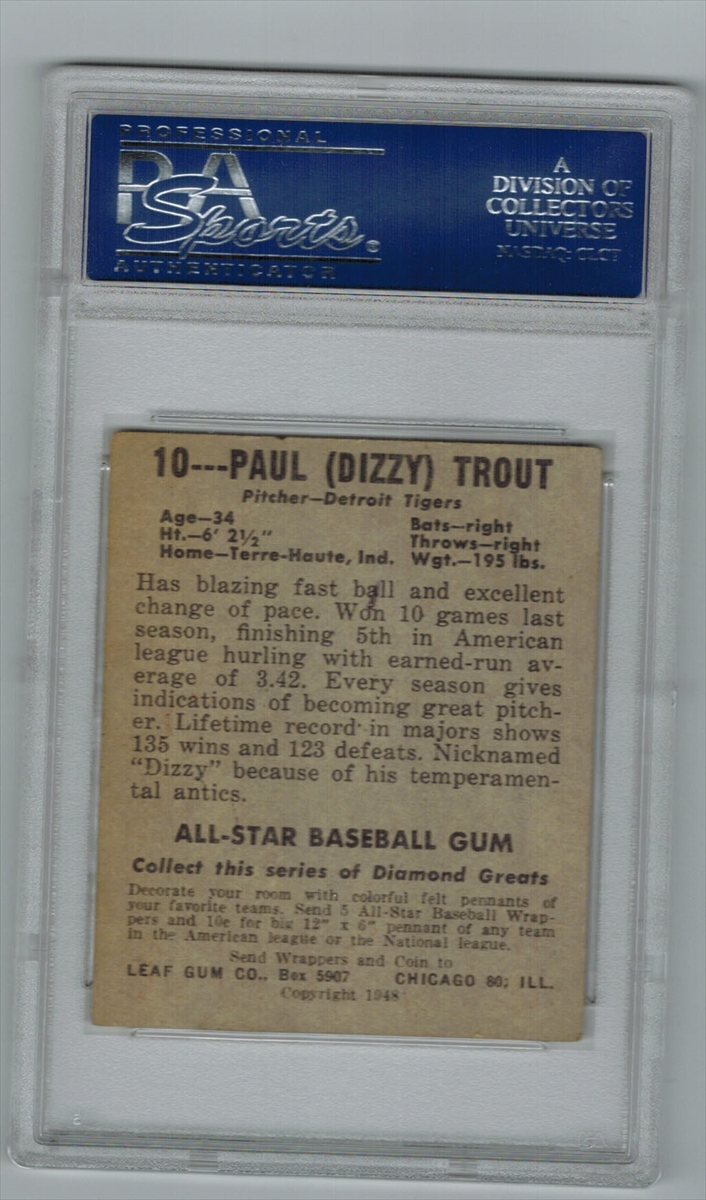 PROFESSIONAL
PSA
Sports
AUTHENTICATOR
A
DIVISION OF
COLLECTORS
UNIVERSE
NASDAQ: CLCT
10---PAUL (DIZZY) TROUT
Pitcher—Detroit Tigers
Age—34 Bats—right
Ht.—6' 2½" Throws—right
Home—Terre-Haute, Ind. Wgt.—195 lbs.
Has blazing fast ball and excellent
change of pace. Won 10 games last
season, finishing 5th in American
league hurling with earned-run av-
erage of 3.42. Every season gives
indications of becoming great pitch-
er. Lifetime record in majors shows
135 wins and 123 defeats. Nicknamed
"Dizzy" because of his temperamen-
tal antics.
ALL-STAR BASEBALL GUM
Collect this series of Diamond Greats
Decorate your room with colorful felt pennants of
your favorite teams. Send 5 All-Star Baseball Wrap-
pers and 10c for big 12" x 6" pennant of any team
in the American league or the National league.
Send Wrappers and Coin to
LEAF GUM CO., Box 5907 CHICAGO 80, ILL.
Copyright 1948